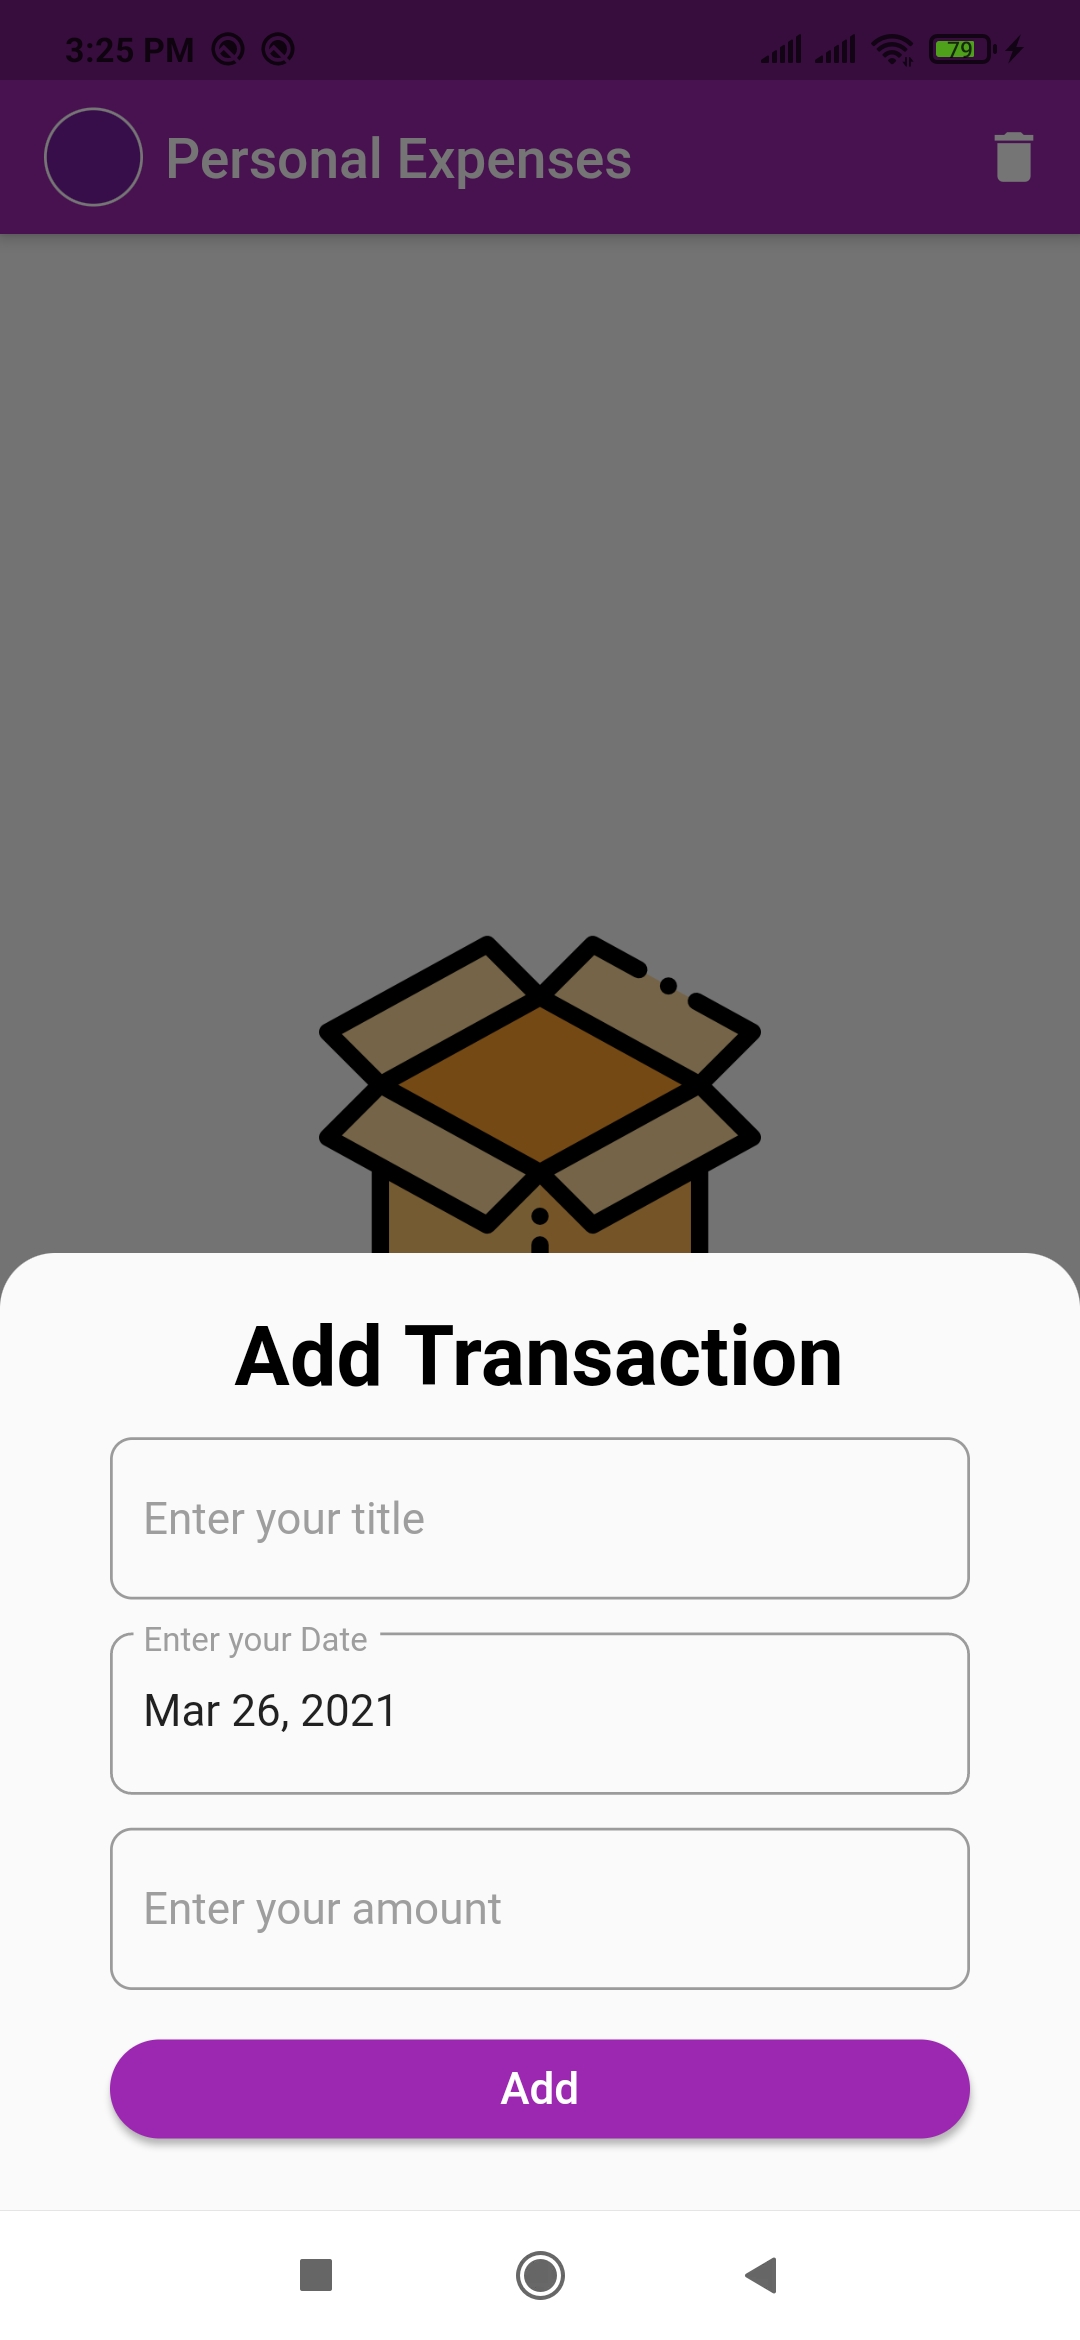 3:25 PM
79
Personal Expenses
Add Transaction
Enter your title
Enter your Date
Mar 26, 2021
Enter your amount
Add